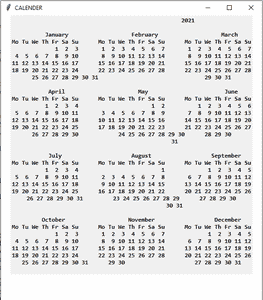 CALENDER
2021
January February March
Mo Tu We Th Fr Sa Su Mo Tu We Th Fr Sa Su Mo Tu We Th Fr Sa Su
1 2 3 1 2 3 4 5 6 7 1 2 3 4 5 6 7
4 5 6 7 8 9 10 8 9 10 11 12 13 14 8 9 10 11 12 13 14
11 12 13 14 15 16 17 15 16 17 18 19 20 21 15 16 17 18 19 20 21
18 19 20 21 22 23 24 22 23 24 25 26 27 28 22 23 24 25 26 27 28
25 26 27 28 29 30 31
April May June
Mo Tu We Th Fr Sa Su Mo Tu We Th Fr Sa Su Mo Tu We Th Fr Sa Su
1 2 3 4 1 2 1 2 3 4 5 6
5 6 7 8 9 10 11 3 4 5 6 7 8 9 7 8 9 10 11 12 13
12 13 14 15 16 17 18 10 11 12 13 14 15 16 14 15 16 17 18 19 20
19 20 21 22 23 24 25 17 18 19 20 21 22 23 21 22 23 24 25 26 27
26 27 28 29 30 24 25 26 27 28 29 30 28 29 30
31
July August September
Mo Tu We Th Fr Sa Su Mo Tu We Th Fr Sa Su Mo Tu We Th Fr Sa Su
1 2 3 4 1 1 2 3 4 5
5 6 7 8 9 10 11 2 3 4 5 6 7 8 6 7 8 9 10 11 12
12 13 14 15 16 17 18 9 10 11 12 13 14 15 13 14 15 16 17 18 19
19 20 21 22 23 24 25 16 17 18 19 20 21 22 20 21 22 23 24 25 26
26 27 28 29 30 31 23 24 25 26 27 28 29 27 28 29 30
30 31
October November December
Mo Tu We Th Fr Sa Su Mo Tu We Th Fr Sa Su Mo Tu We Th Fr Sa Su
1 2 3 1 2 3 4 5 6 7 1 2 3 4 5
4 5 6 7 8 9 10 8 9 10 11 12 13 14 6 7 8 9 10 11 12
11 12 13 14 15 16 17 15 16 17 18 19 20 21 13 14 15 16 17 18 19
18 19 20 21 22 23 24 22 23 24 25 26 27 28 20 21 22 23 24 25 26
25 26 27 28 29 30 31 29 30 27 28 29 30 31